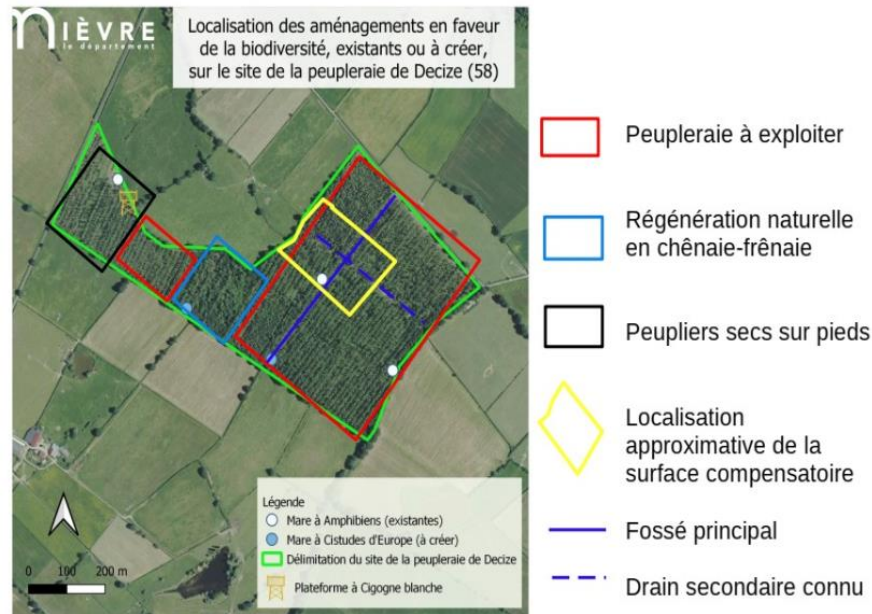 nièvre
le département
Localisation des aménagements en faveur
de la biodiversité, existants ou à créer,
sur le site de la peupleraie de Decize (58)
Peupleraie à exploiter
Régénération naturelle
en chênaie-frênaie
Peupliers secs sur pieds
Localisation
approximative de la
surface compensatoire
Fossé principal
Drain secondaire connu
Légende
Mare à Amphibiens (existantes)
Mare à Cistudes d'Europe (à créer)
Délimitation du site de la peupleraie de Decize
Plateforme à Cigogne blanche
0 100 200 m